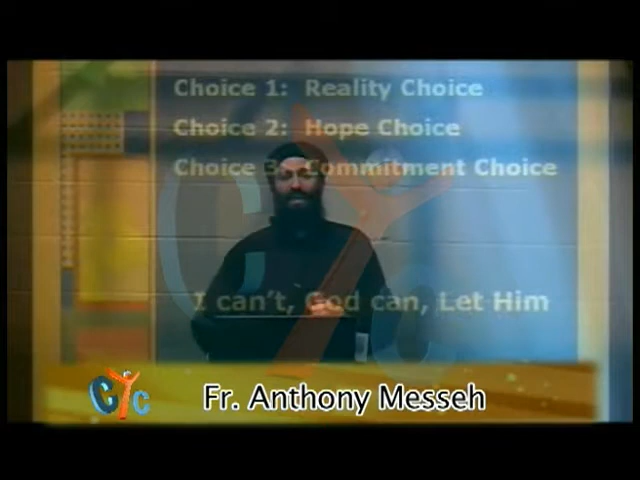 Choice 1: Reality Choice
Choice 2: Hope Choice
Choice 3: Commitment Choice
I can't, God can, Let Him
CYC
Fr. Anthony Messeh